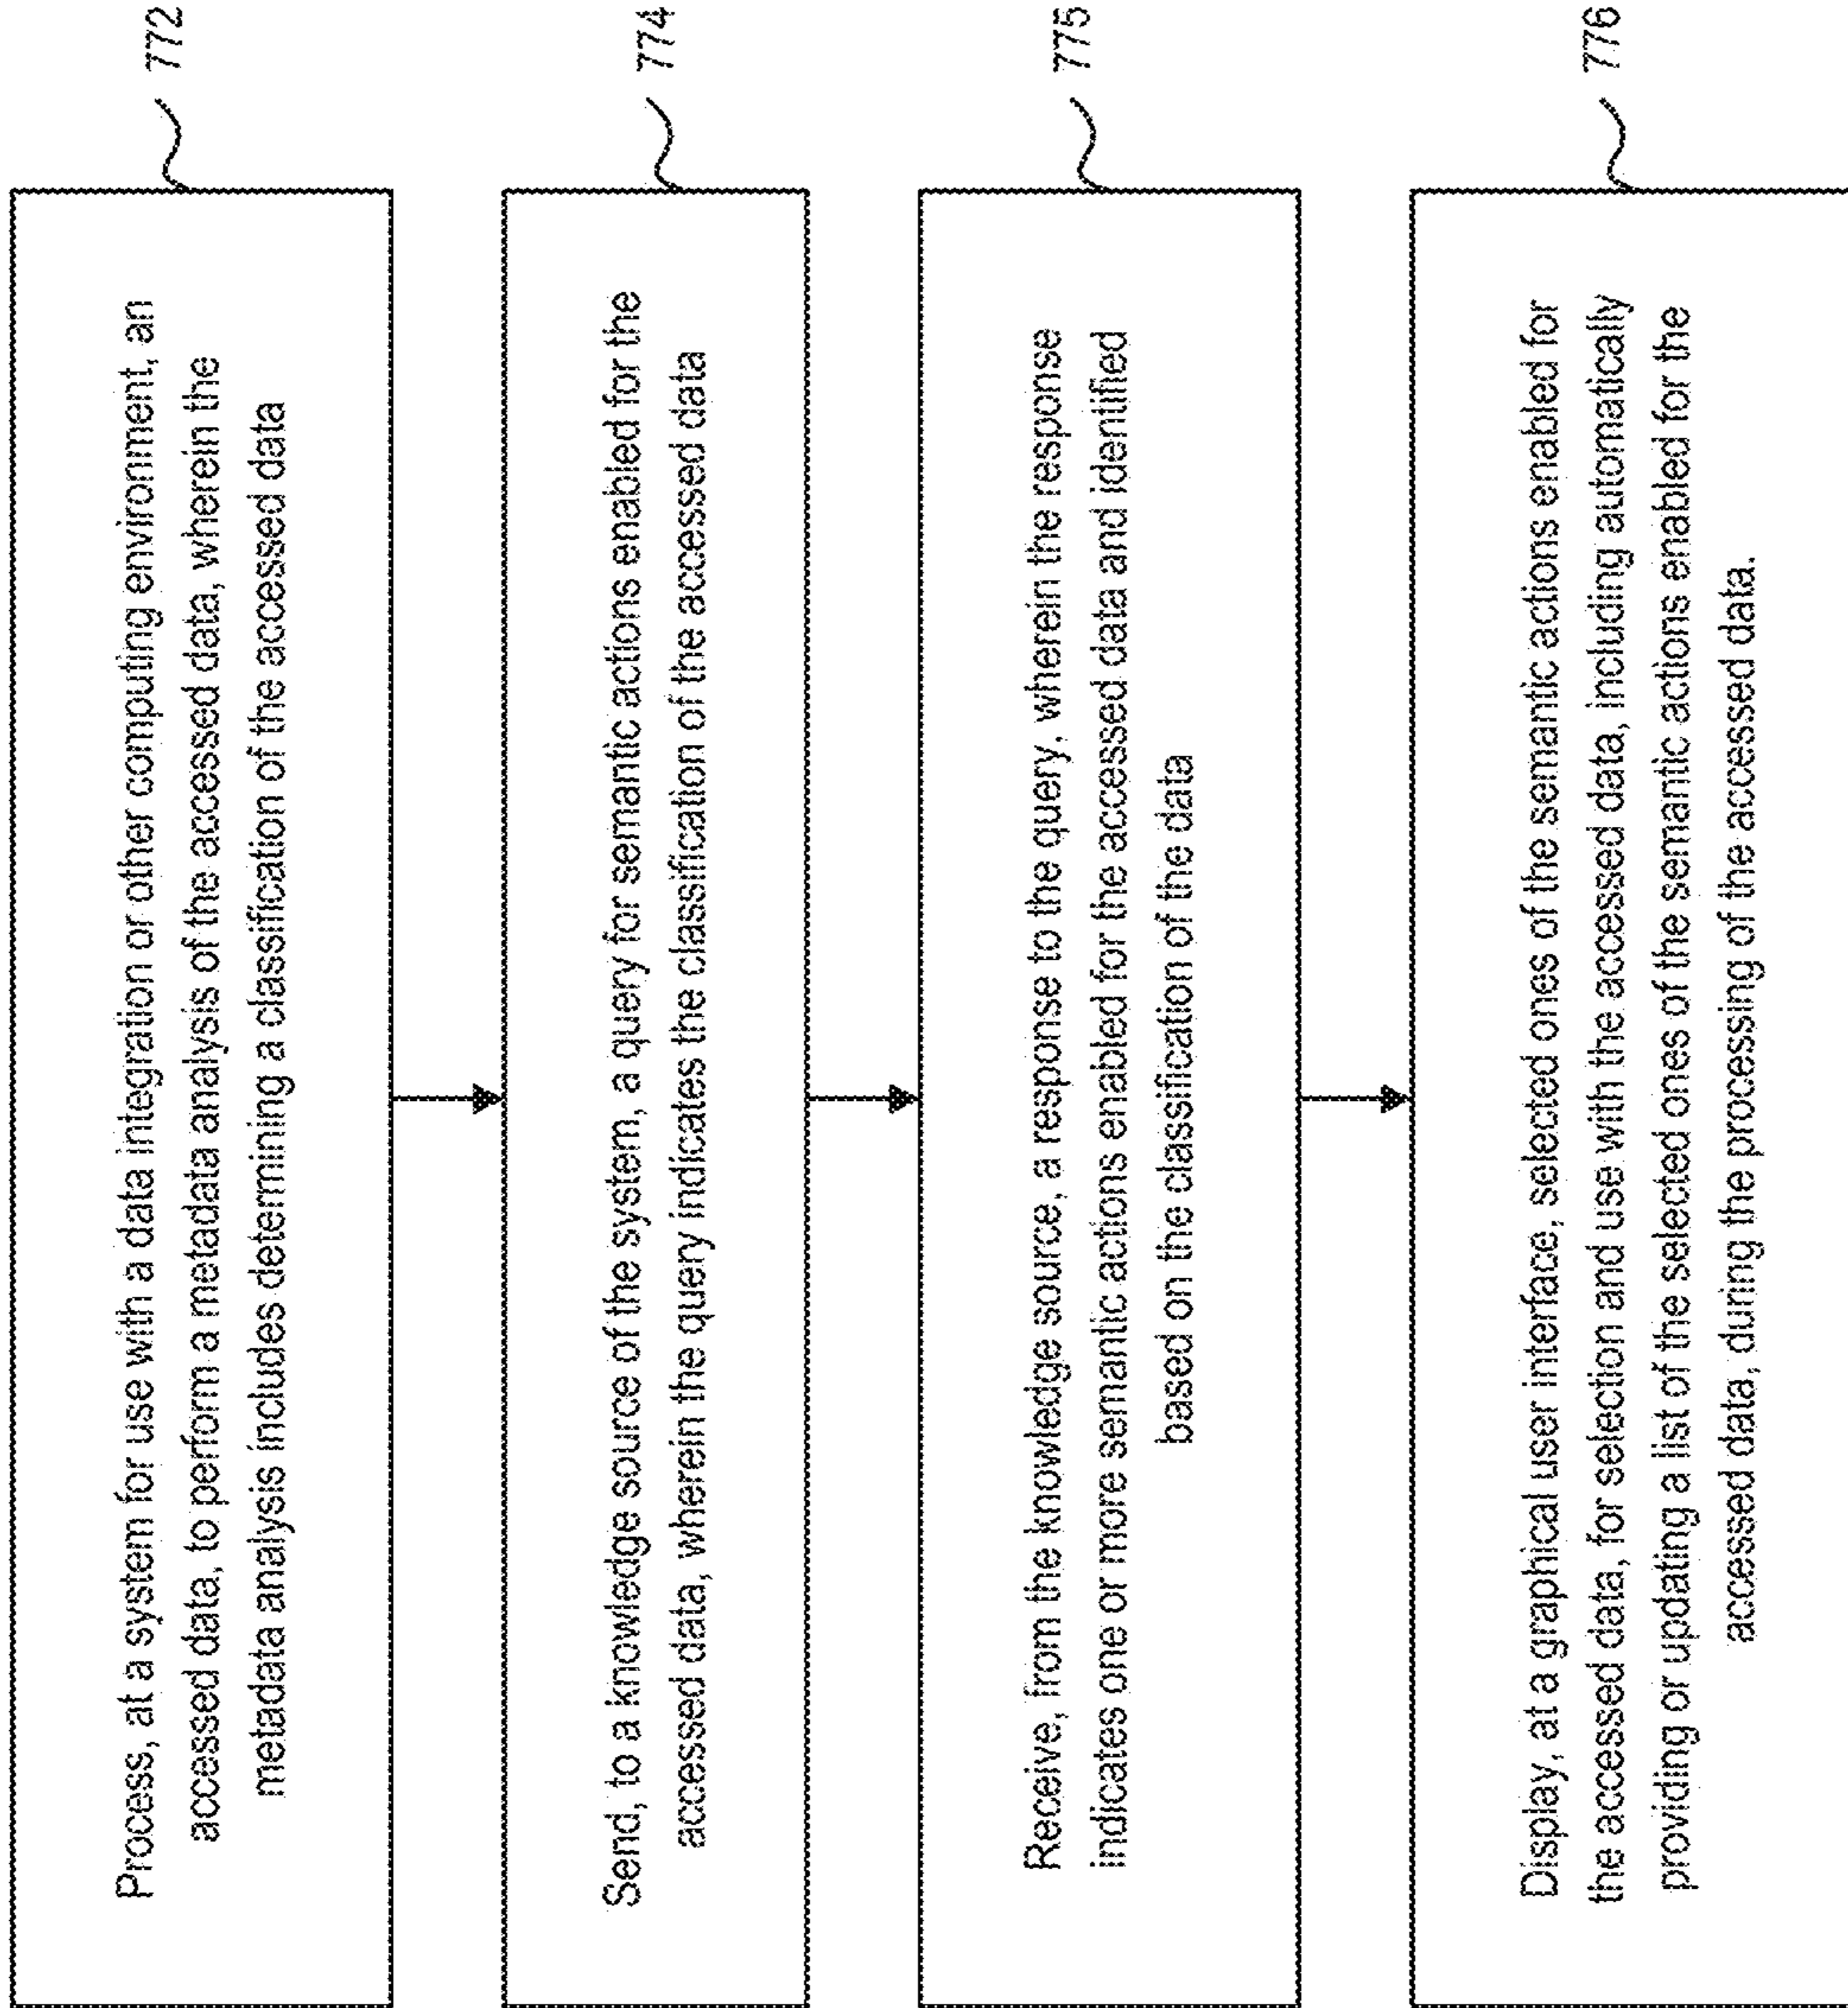 Process, at a system for use with a data integration or other computing environment, an
accessed data, to perform a metadata analysis of the accessed data, wherein the
metadata analysis includes determining a classification of the accessed data
772
Send, to a knowledge source of the system, a query for semantic actions enabled for the
accessed data, wherein the query indicates the classification of the accessed data
774
Receive, from the knowledge source, a response to the query, wherein the response
indicates one or more semantic actions enabled for the accessed data and identified
based on the classification of the data
775
Display, at a graphical user interface, selected ones of the semantic actions enabled for
the accessed data, for selection and use with the accessed data, including automatically
providing or updating a list of the selected ones of the semantic actions enabled for the
accessed data, during the processing of the accessed data.
776